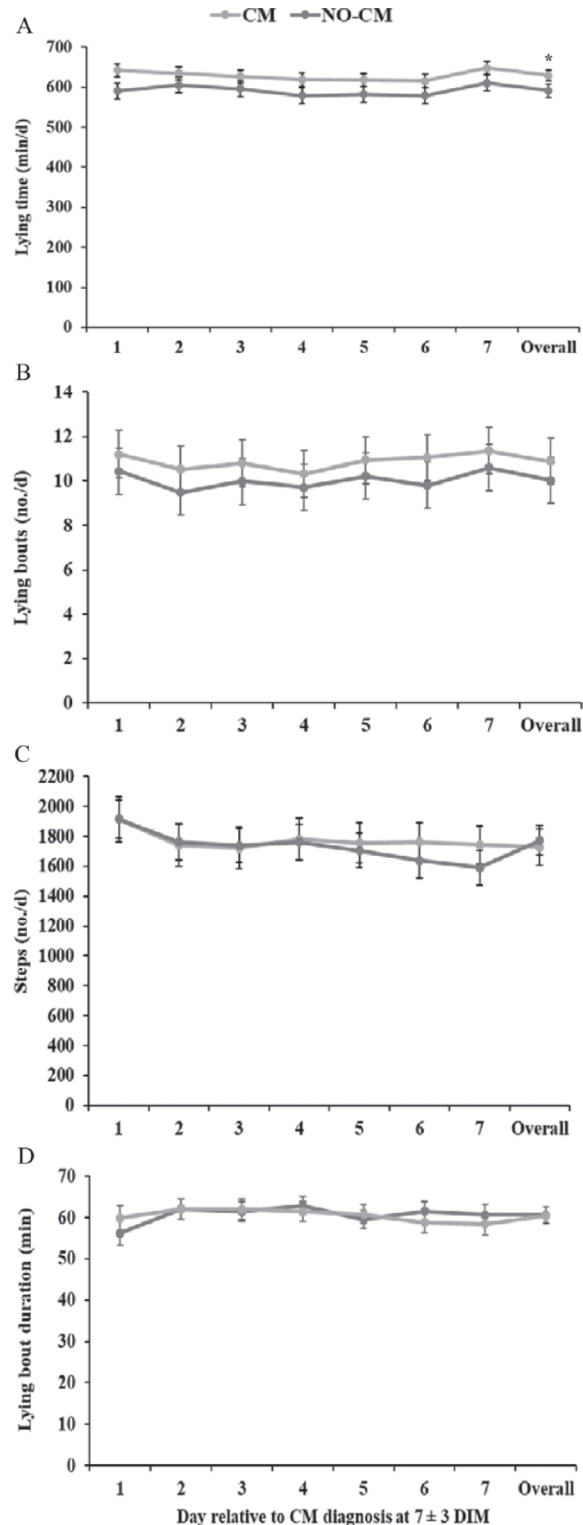 A
CM NO-CM
Lying time (min/d)
700
600
500
400
300
200
100
0
*
1 2 3 4 5 6 7 Overall
B
Lying bouts (no./d)
14
12
10
8
6
4
2
0
1 2 3 4 5 6 7 Overall
C
Steps (no./d)
2200
2000
1800
1600
1400
1200
1000
800
600
400
200
0
1 2 3 4 5 6 7 Overall
D
Lying bout duration (min)
70
60
50
40
30
20
10
0
1 2 3 4 5 6 7 Overall
Day relative to CM diagnosis at 7 ± 3 DIM